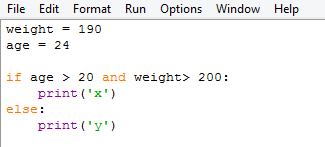 File Edit Format Run Options Window Help
weight = 190
age = 24
if age > 20 and weight> 200:
    print('x')
else:
    print('y')